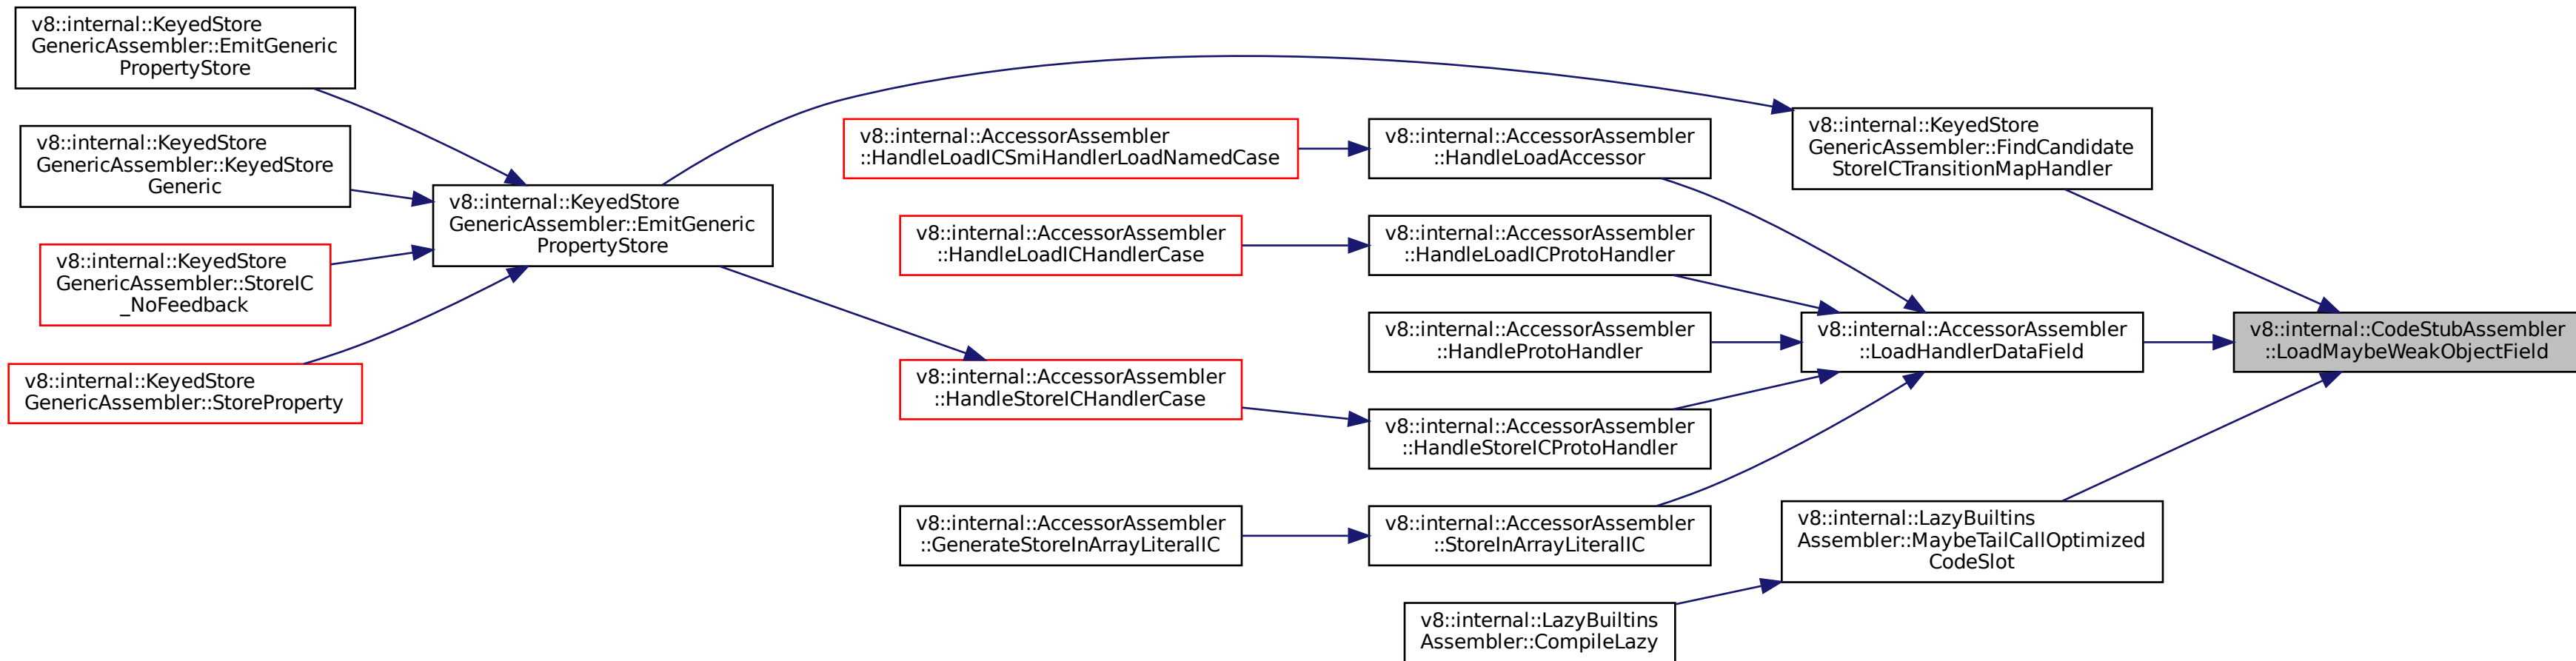 v8::internal::KeyedStore
GenericAssembler::EmitGeneric
PropertyStore
v8::internal::KeyedStore
GenericAssembler::KeyedStore
Generic
v8::internal::KeyedStore
GenericAssembler::StoreIC
_NoFeedback
v8::internal::KeyedStore
GenericAssembler::StoreProperty
v8::internal::KeyedStore
GenericAssembler::EmitGeneric
PropertyStore
v8::internal::AccessorAssembler
::HandleLoadICSmiHandlerLoadNamedCase
v8::internal::AccessorAssembler
::HandleLoadICHandlerCase
v8::internal::AccessorAssembler
::HandleStoreICHandlerCase
v8::internal::AccessorAssembler
::GenerateStoreInArrayLiteralIC
v8::internal::AccessorAssembler
::HandleLoadAccessor
v8::internal::AccessorAssembler
::HandleLoadICProtoHandler
v8::internal::AccessorAssembler
::HandleProtoHandler
v8::internal::AccessorAssembler
::HandleStoreICProtoHandler
v8::internal::AccessorAssembler
::StoreInArrayLiteralIC
v8::internal::LazyBuiltins
Assembler::CompileLazy
v8::internal::KeyedStore
GenericAssembler::FindCandidate
StoreICTransitionMapHandler
v8::internal::AccessorAssembler
::LoadHandlerDataField
v8::internal::LazyBuiltins
Assembler::MaybeTailCallOptimized
CodeSlot
v8::internal::CodeStubAssembler
::LoadMaybeWeakObjectField